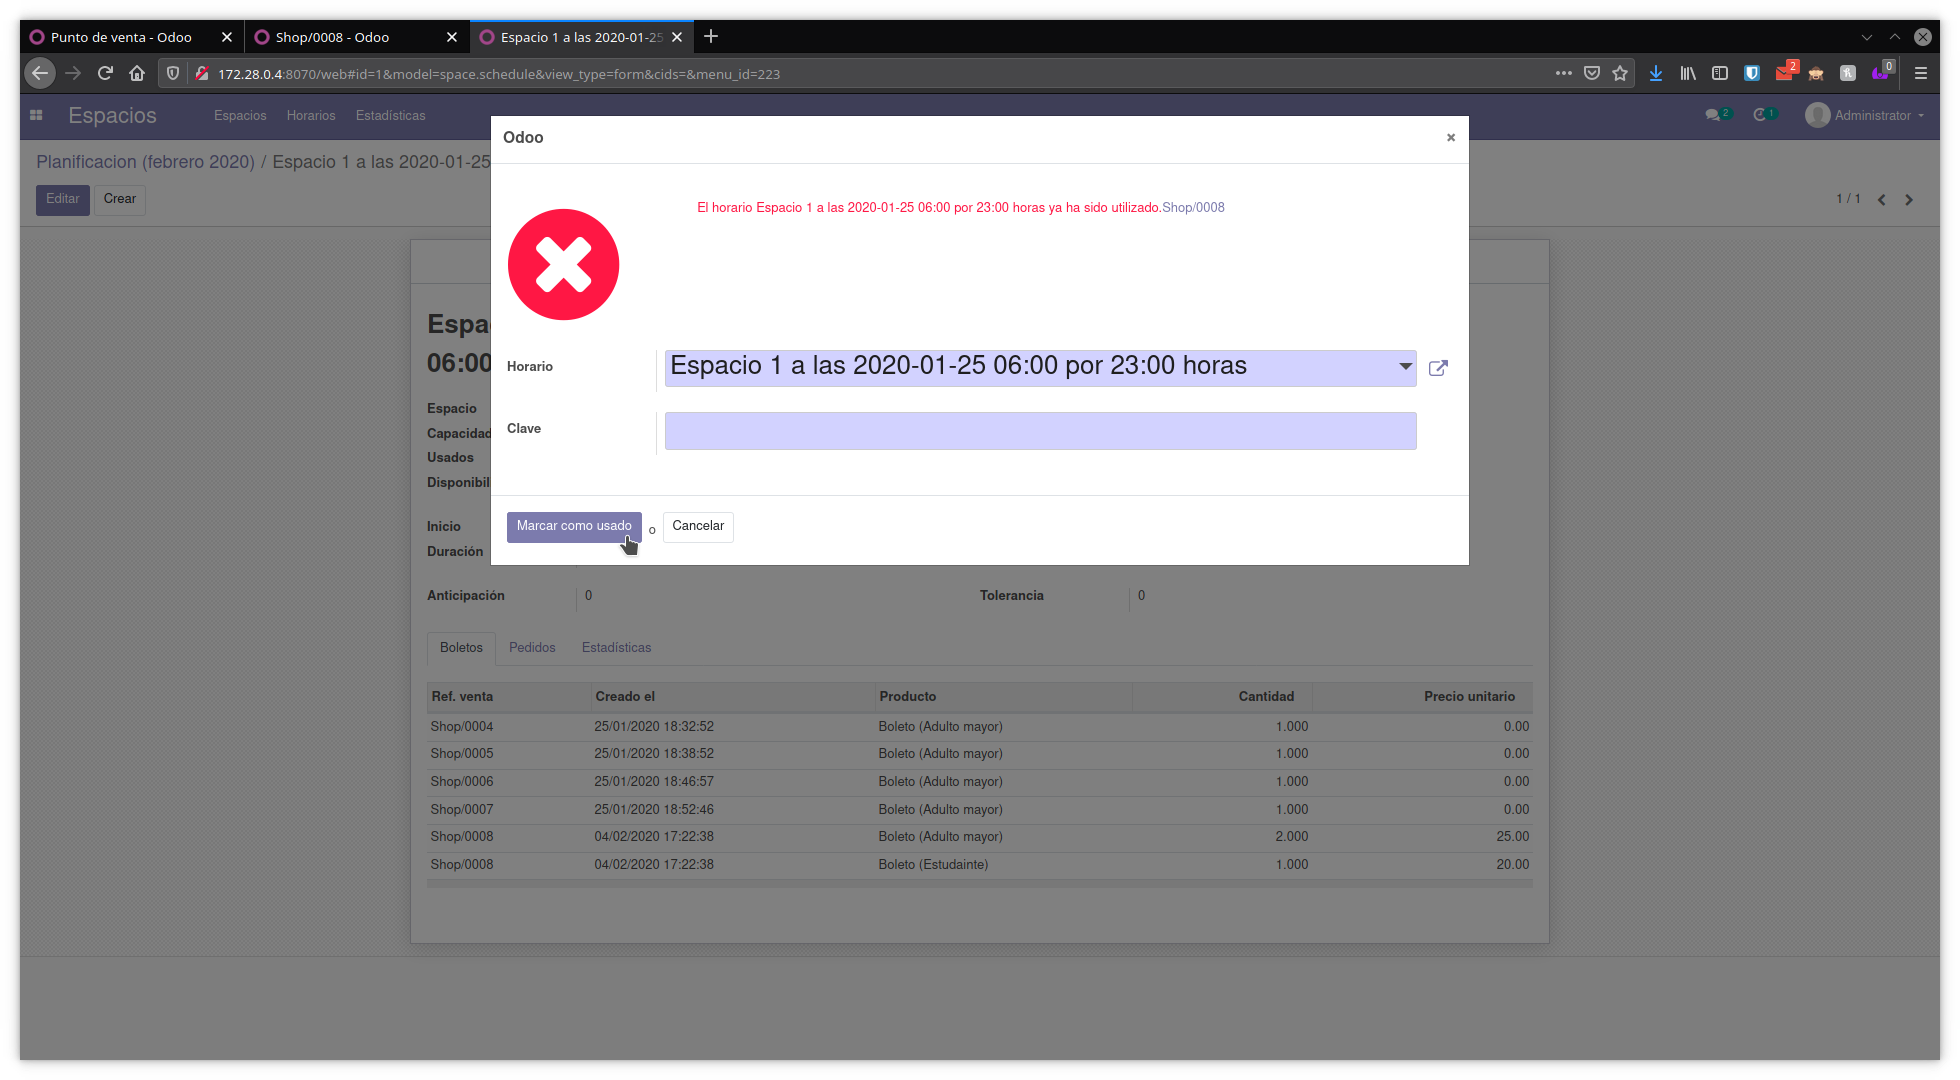 Punto de venta - Odoo
Shop/0008 - Odoo
Espacio 1 a las 2020-01-25
172.28.0.4:8070/web#id=1&model=space.schedule&view_type=form&cids=&menu_id=223
2
0
Espacios
Espacios
Horarios
Estadísticas
2
1
Administrator
Planificacion (febrero 2020) / Espacio 1 a las 2020-01-25
Editar
Crear
1 / 1
Odoo
El horario Espacio 1 a las 2020-01-25 06:00 por 23:00 horas ya ha sido utilizado.Shop/0008
Horario
Espacio 1 a las 2020-01-25 06:00 por 23:00 horas
Clave
Marcar como usado
o
Cancelar
Espa
06:00
Espacio
Capacidad
Usados
Disponibil
Inicio
Duración
Anticipación 0
Tolerancia 0
Boletos Pedidos Estadísticas
Ref. venta Creado el Producto Cantidad Precio unitario
Shop/0004 25/01/2020 18:32:52 Boleto (Adulto mayor) 1.000 0.00
Shop/0005 25/01/2020 18:38:52 Boleto (Adulto mayor) 1.000 0.00
Shop/0006 25/01/2020 18:46:57 Boleto (Adulto mayor) 1.000 0.00
Shop/0007 25/01/2020 18:52:46 Boleto (Adulto mayor) 1.000 0.00
Shop/0008 04/02/2020 17:22:38 Boleto (Adulto mayor) 2.000 25.00
Shop/0008 04/02/2020 17:22:38 Boleto (Estudainte) 1.000 20.00